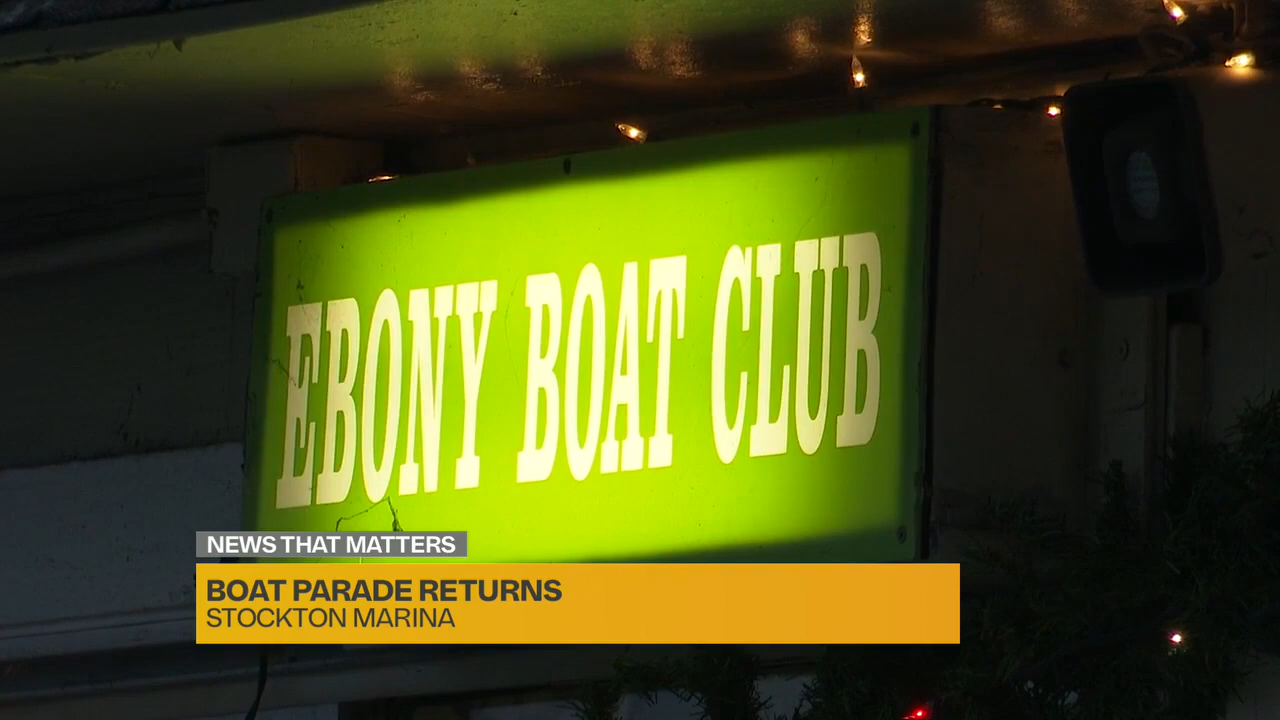 EBONY BOAT CLUB
NEWS THAT MATTERS
BOAT PARADE RETURNS
STOCKTON MARINA